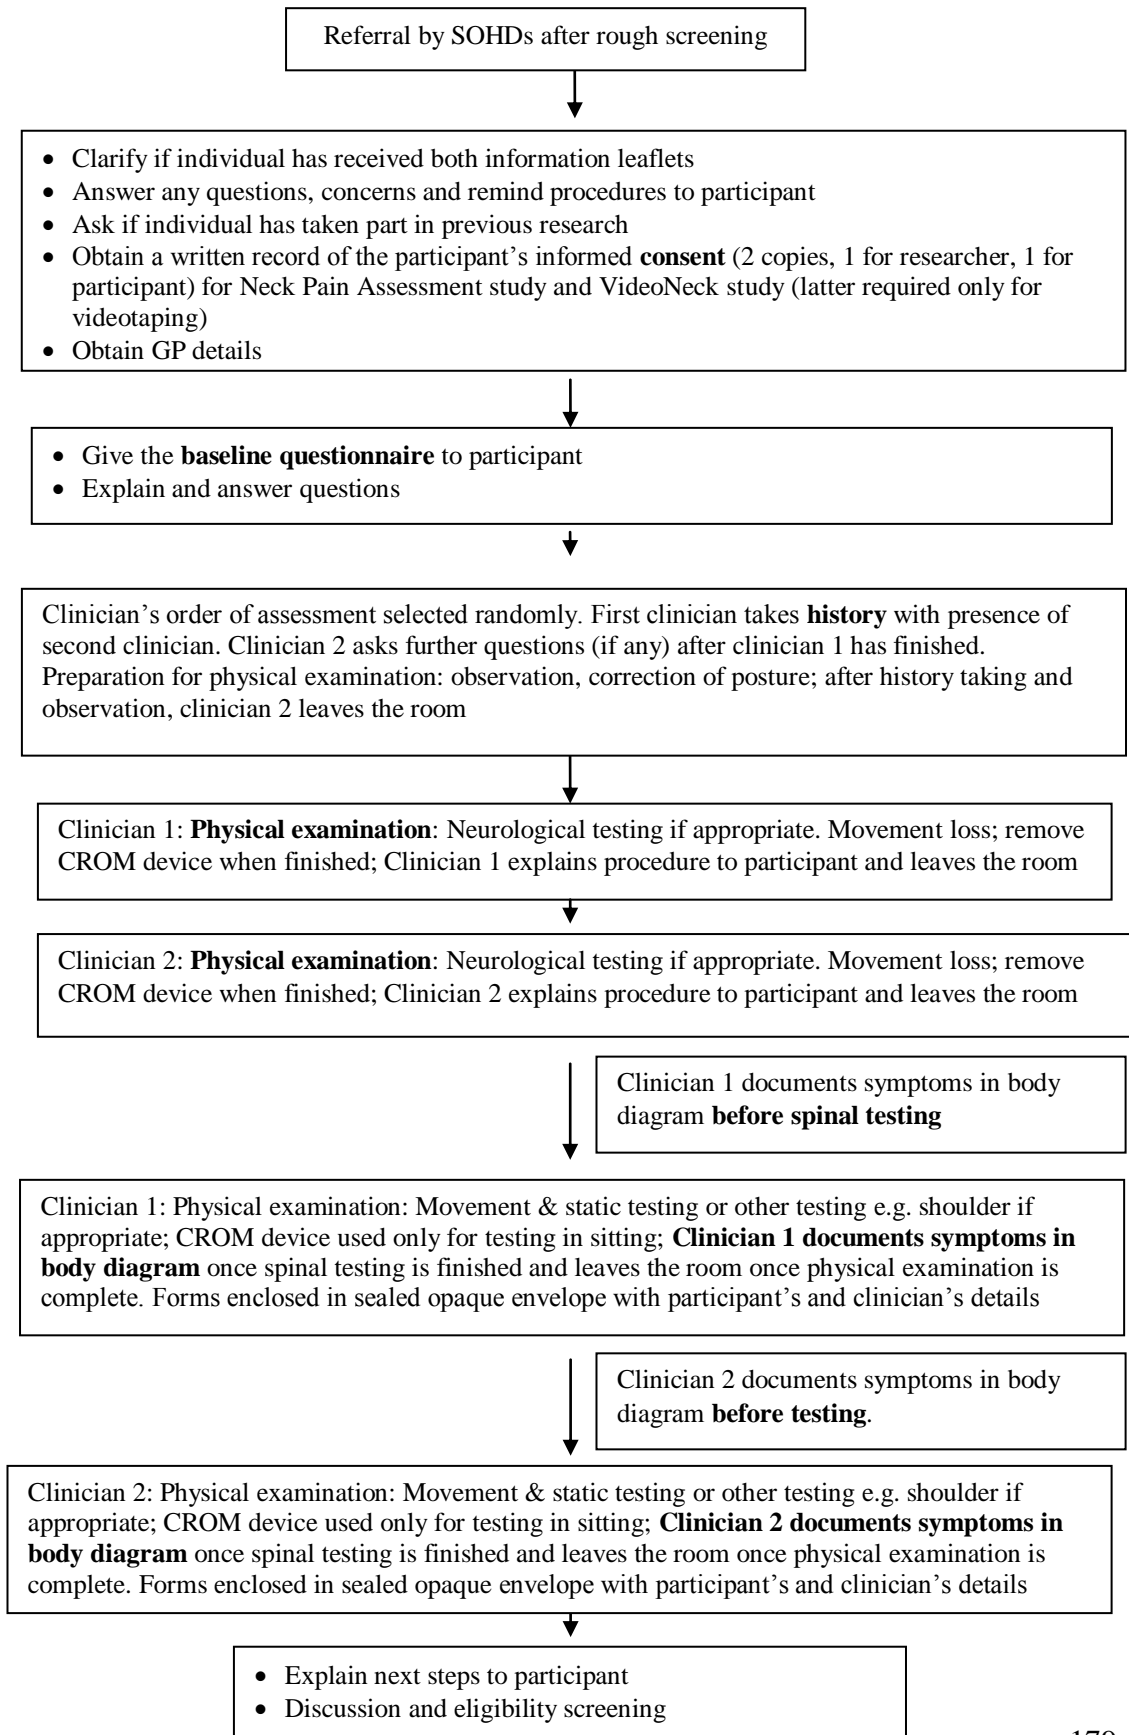 Referral by SOHDs after rough screening
• Clarify if individual has received both information leaflets
• Answer any questions, concerns and remind procedures to participant
• Ask if individual has taken part in previous research
• Obtain a written record of the participant's informed consent (2 copies, 1 for researcher, 1 for
participant) for Neck Pain Assessment study and VideoNeck study (latter required only for
videotaping)
• Obtain GP details
• Give the baseline questionnaire to participant
• Explain and answer questions
Clinician's order of assessment selected randomly. First clinician takes history with presence of
second clinician. Clinician 2 asks further questions (if any) after clinician 1 has finished.
Preparation for physical examination: observation, correction of posture; after history taking and
observation, clinician 2 leaves the room
Clinician 1: Physical examination: Neurological testing if appropriate. Movement loss; remove
CROM device when finished; Clinician 1 explains procedure to participant and leaves the room
Clinician 2: Physical examination: Neurological testing if appropriate. Movement loss; remove
CROM device when finished; Clinician 2 explains procedure to participant and leaves the room
Clinician 1 documents symptoms in body
diagram before spinal testing
Clinician 1: Physical examination: Movement & static testing or other testing e.g. shoulder if
appropriate; CROM device used only for testing in sitting; Clinician 1 documents symptoms in
body diagram once spinal testing is finished and leaves the room once physical examination is
complete. Forms enclosed in sealed opaque envelope with participant's and clinician's details
Clinician 2 documents symptoms in body
diagram before testing.
Clinician 2: Physical examination: Movement & static testing or other testing e.g. shoulder if
appropriate; CROM device used only for testing in sitting; Clinician 2 documents symptoms in
body diagram once spinal testing is finished and leaves the room once physical examination is
complete. Forms enclosed in sealed opaque envelope with participant's and clinician's details
• Explain next steps to participant
• Discussion and eligibility screening